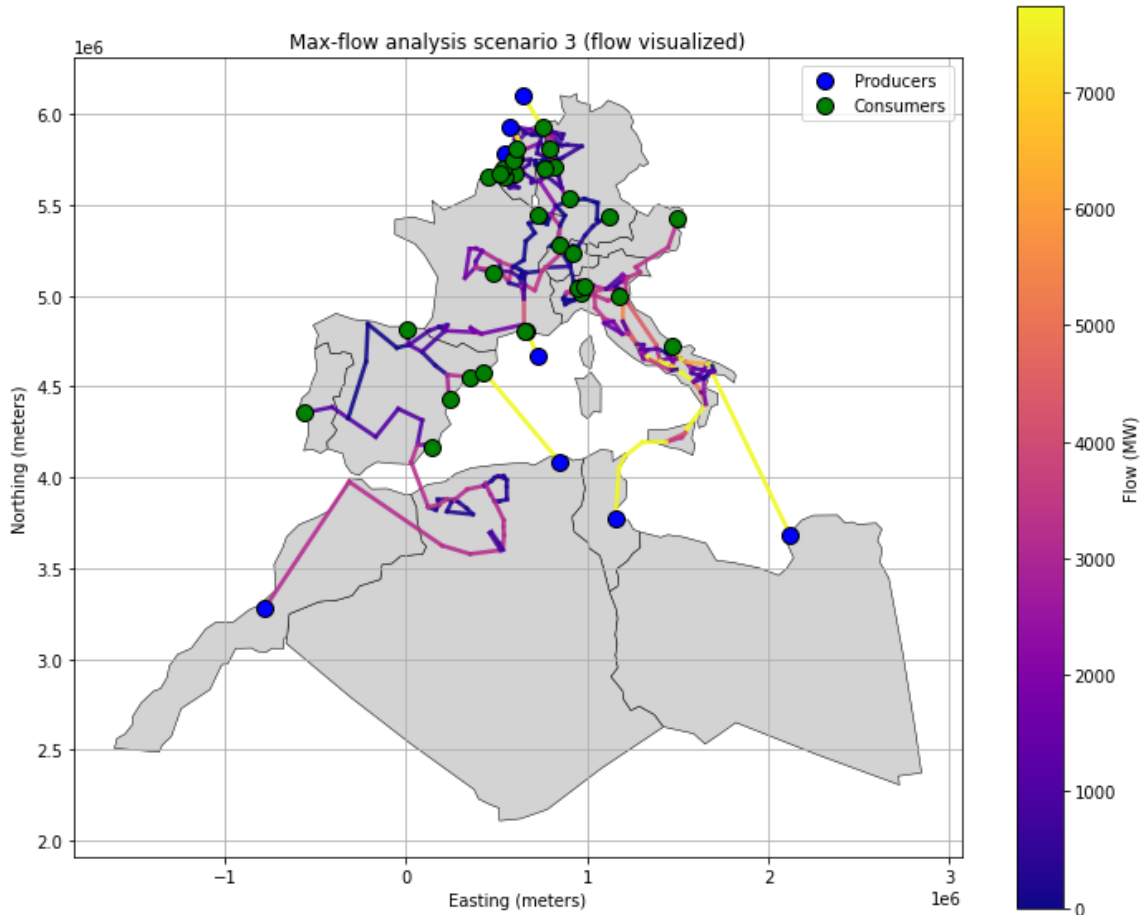 Max-flow analysis scenario 3 (flow visualized)
1e6
Producers
Consumers
6.0
5.5
5.0
4.5
4.0
3.5
3.0
2.5
2.0
Northing (meters)
−1
0
1
2
3
1e6
Easting (meters)
7000
6000
5000
4000
3000
2000
1000
0
Flow (MW)